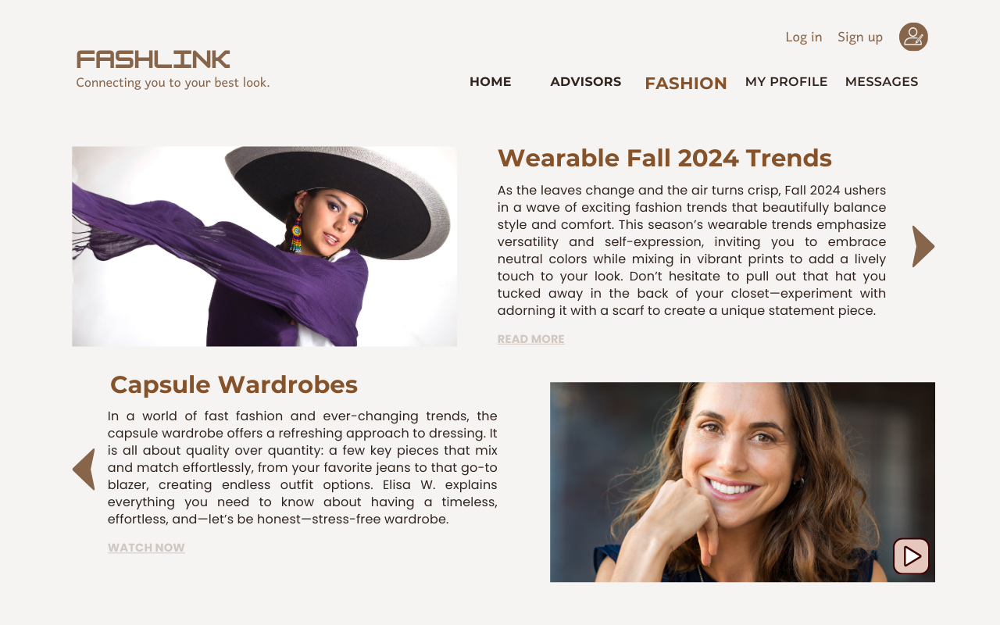 Log in Sign up
FASHLINK
Connecting you to your best look.
HOME ADVISORS FASHION MY PROFILE MESSAGES
Wearable Fall 2024 Trends
As the leaves change and the air turns crisp, Fall 2024 ushers
in a wave of exciting fashion trends that beautifully balance
style and comfort. This season’s wearable trends emphasize
versatility and self-expression, inviting you to embrace
neutral colors while mixing in vibrant prints to add a lively
touch to your look. Don’t hesitate to pull out that hat you
tucked away in the back of your closet—experiment with
adorning it with a scarf to create a unique statement piece.
READ MORE
Capsule Wardrobes
In a world of fast fashion and ever-changing trends, the
capsule wardrobe offers a refreshing approach to dressing. It
is all about quality over quantity: a few key pieces that mix
and match effortlessly, from your favorite jeans to that go-to
blazer, creating endless outfit options. Elisa W. explains
everything you need to know about having a timeless,
effortless, and—let’s be honest—stress-free wardrobe.
WATCH NOW